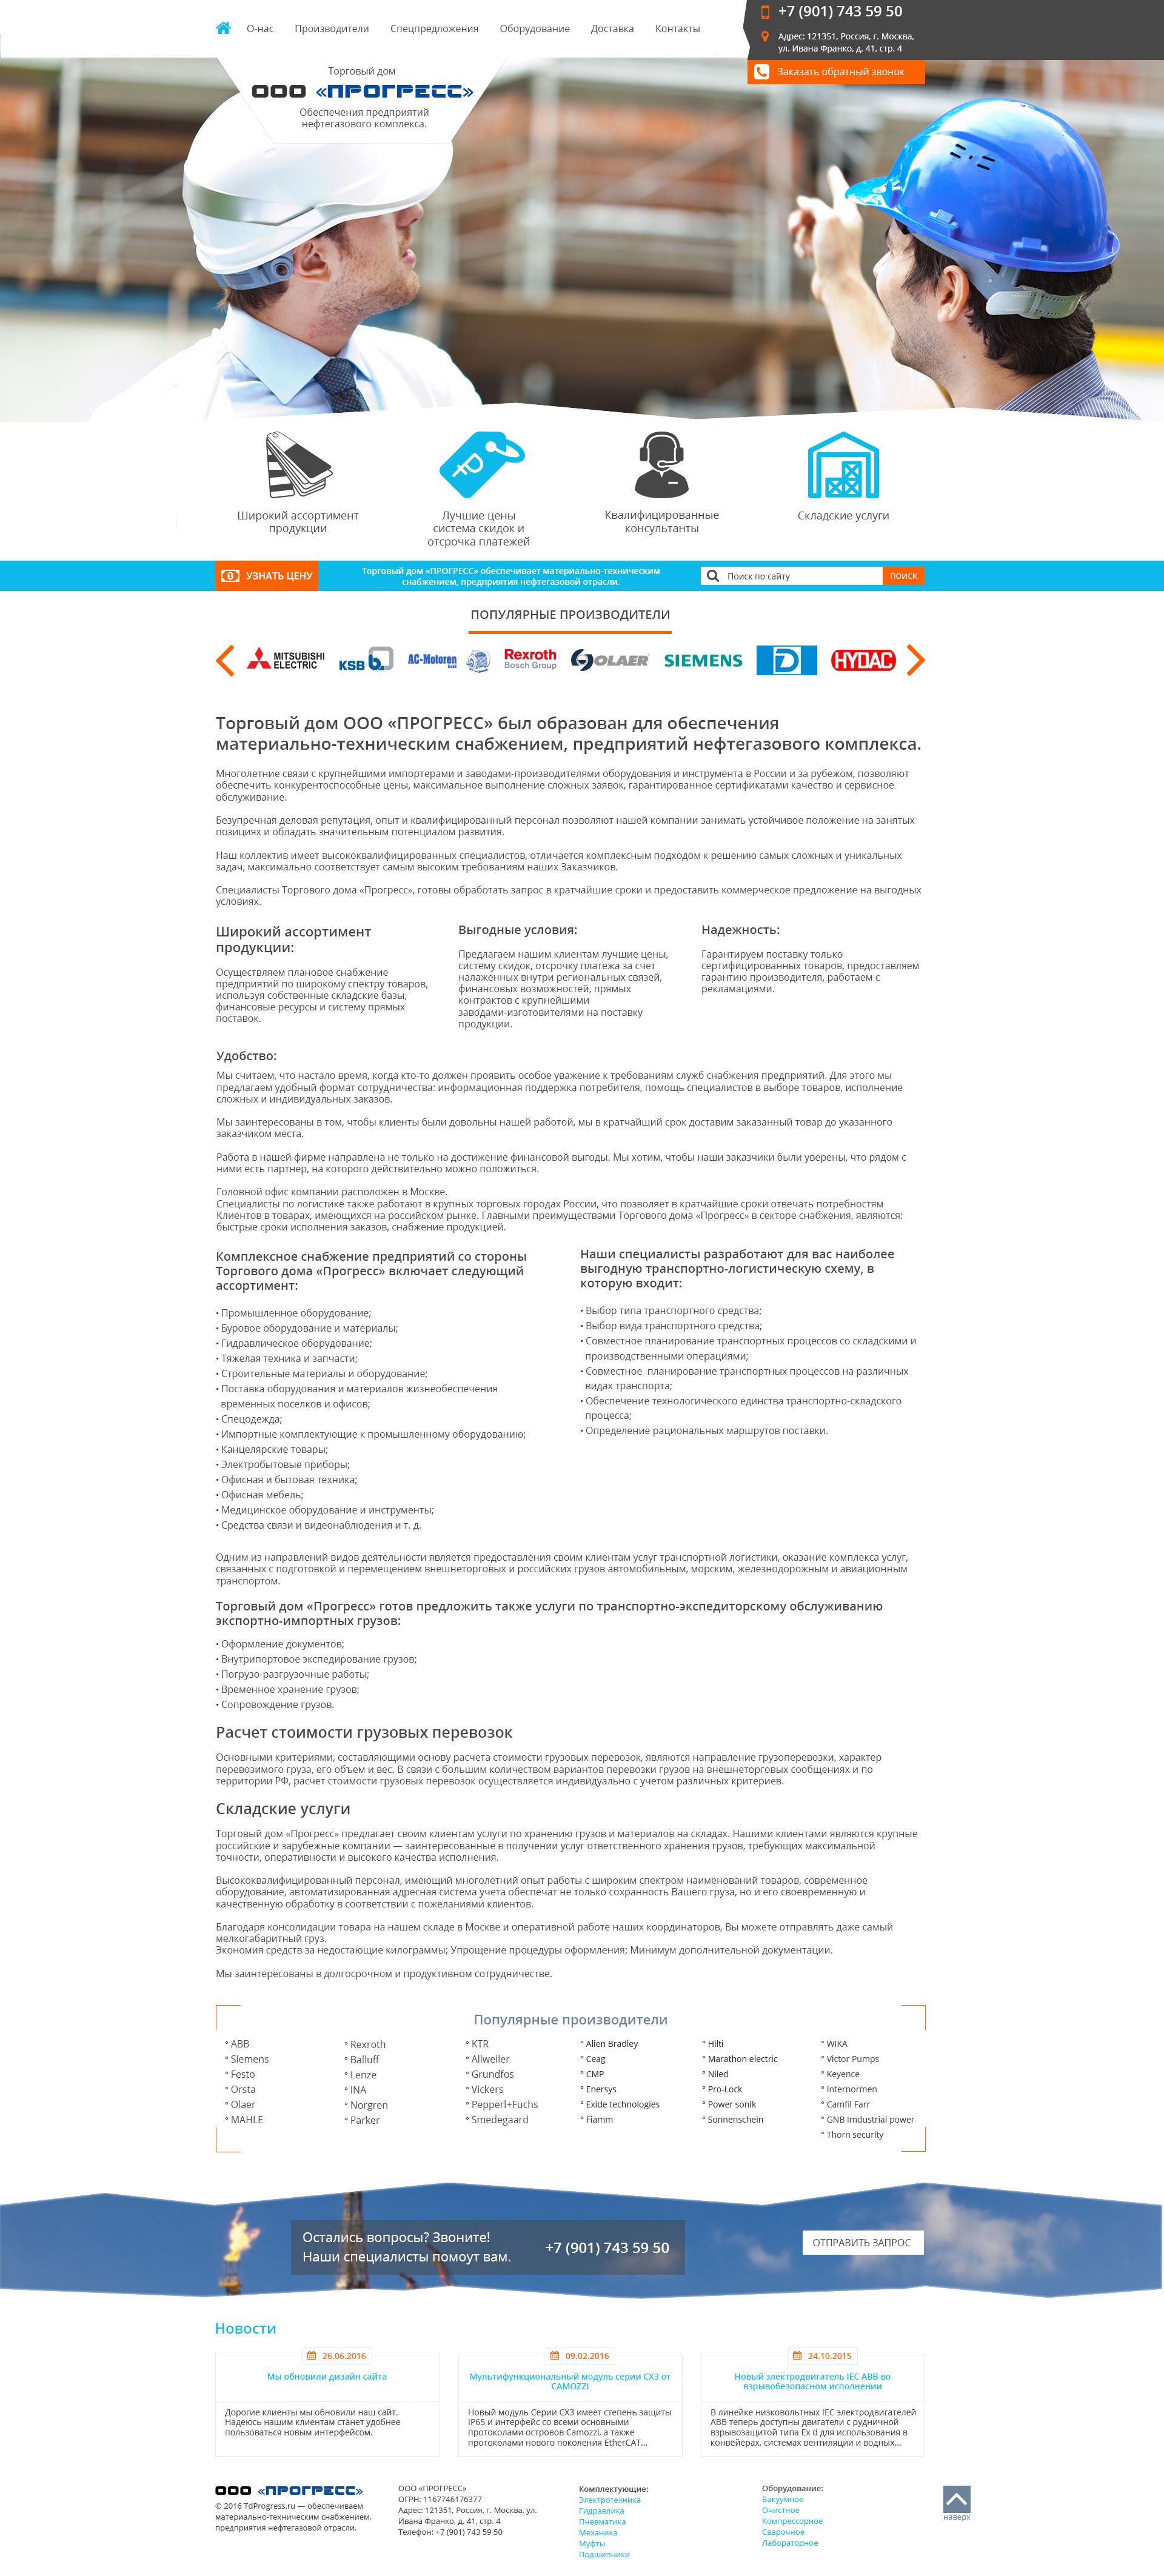 О-нас Производители Спецпредложения Оборудование Доставка Контакты
+7 (901) 743 59 50
Адрес: 121351, Россия, г. Москва,
ул. Ивана Франко, д. 41, стр. 4
Заказать обратный звонок
Торговый дом
ООО «ПРОГРЕСС»
Обеспечения предприятий
нефтегазового комплекса.
Широкий ассортимент
продукции
Лучшие цены
система скидок и
отсрочка платежей
Квалифицированные
консультанты
Складские услуги
УЗНАТЬ ЦЕНУ
Торговый дом «ПРОГРЕСС» обеспечивает материально-техническим
снабжением, предприятия нефтегазовой отрасли.
Поиск по сайту
ПОИСК
ПОПУЛЯРНЫЕ ПРОИЗВОДИТЕЛИ
MITSUBISHI
ELECTRIC
KSB b
AC-Motoren
Rexroth
Bosch Group
OLAER
SIEMENS
HYDAC
Торговый дом ООО «ПРОГРЕСС» был образован для обеспечения
материально-техническим снабжением, предприятий нефтегазового комплекса.
Многолетние связи с крупнейшими импортерами и заводами-производителями оборудования и инструмента в России и за рубежом, позволяют
обеспечить конкурентоспособные цены, максимальное выполнение сложных заявок, гарантированное сертификатами качество и сервисное
обслуживание.
Безупречная деловая репутация, опыт и квалифицированный персонал позволяют нашей компании занимать устойчивое положение на занятых
позициях и обладать значительным потенциалом развития.
Наш коллектив имеет высококвалифицированных специалистов, отличается комплексным подходом к решению самых сложных и уникальных
задач, максимально соответствует самым высоким требованиям наших Заказчиков.
Специалисты Торгового дома «Прогресс», готовы обработать запрос в кратчайшие сроки и предоставить коммерческое предложение на выгодных
условиях.
Широкий ассортимент
продукции:
Осуществляем плановое снабжение
предприятий по широкому спектру товаров,
используя собственные складские базы,
финансовые ресурсы и систему прямых
поставок.
Выгодные условия:
Предлагаем нашим клиентам лучшие цены,
систему скидок, отсрочку платежа за счет
налаженных внутри региональных связей,
финансовых возможностей, прямых
контрактов с крупнейшими
заводами-изготовителями на поставку
продукции.
Надежность:
Гарантируем поставку только
сертифицированных товаров, предоставляем
гарантию производителя, работаем с
рекламациями.
Удобство:
Мы считаем, что настало время, когда кто-то должен проявить особое уважение к требованиям служб снабжения предприятий. Для этого мы
предлагаем удобный формат сотрудничества: информационная поддержка потребителя, помощь специалистов в выборе товаров, исполнение
сложных и индивидуальных заказов.
Мы заинтересованы в том, чтобы клиенты были довольны нашей работой, мы в кратчайший срок доставим заказанный товар до указанного
заказчиком места.
Работа в нашей фирме направлена не только на достижение финансовой выгоды. Мы хотим, чтобы наши заказчики были уверены, что рядом с
ними есть партнер, на которого действительно можно положиться.
Головной офис компании расположен в Москве.
Специалисты по логистике также работают в крупных торговых городах России, что позволяет в кратчайшие сроки отвечать потребностям
Клиентов в товарах, имеющихся на российском рынке. Главными преимуществами Торгового дома «Прогресс» в секторе снабжения, являются:
быстрые сроки исполнения заказов, снабжение продукцией.
Комплексное снабжение предприятий со стороны
Торгового дома «Прогресс» включает следующий
ассортимент:
• Промышленное оборудование;
• Буровое оборудование и материалы;
• Гидравлическое оборудование;
• Тяжелая техника и запчасти;
• Строительные материалы и оборудование;
• Поставка оборудования и материалов жизнеобеспечения
временных поселков и офисов;
• Спецодежда;
• Импортные комплектующие к промышленному оборудованию;
• Канцелярские товары;
• Электробытовые приборы;
• Офисная и бытовая техника;
• Офисная мебель;
• Медицинское оборудование и инструменты;
• Средства связи и видеонаблюдения и т. д.
Наши специалисты разработают для вас наиболее
выгодную транспортно-логистическую схему, в
которую входит:
• Выбор типа транспортного средства;
• Выбор вида транспортного средства;
• Совместное планирование транспортных процессов со складскими и
производственными операциями;
• Совместное планирование транспортных процессов на различных
видах транспорта;
• Обеспечение технологического единства транспортно-складского
процесса;
• Определение рациональных маршрутов поставки.
Одним из направлений видов деятельности является предоставления своим клиентам услуг транспортной логистики, оказание комплекса услуг,
связанных с подготовкой и перемещением внешнеторговых и российских грузов автомобильным, морским, железнодорожным и авиационным
транспортом.
Торговый дом «Прогресс» готов предложить также услуги по транспортно-экспедиторскому обслуживанию
экспортно-импортных грузов:
• Оформление документов;
• Внутрипортовое экспедирование грузов;
• Погрузо-разгрузочные работы;
• Временное хранение грузов;
• Сопровождение грузов.
Расчет стоимости грузовых перевозок
Основными критериями, составляющими основу расчета стоимости грузовых перевозок, являются направление грузоперевозки, характер
перевозимого груза, его объем и вес. В связи с большим количеством вариантов перевозки грузов на внешнеторговых сообщениях и по
территории РФ, расчет стоимости грузовых перевозок осуществляется индивидуально с учетом различных критериев.
Складские услуги
Торговый дом «Прогресс» предлагает своим клиентам услуги по хранению грузов и материалов на складах. Нашими клиентами являются крупные
российские и зарубежные компании — заинтересованные в получении услуг ответственного хранения грузов, требующих максимальной
точности, оперативности и высокого качества исполнения.
Высококвалифицированный персонал, имеющий многолетний опыт работы с широким спектром наименований товаров, современное
оборудование, автоматизированная адресная система учета обеспечат не только сохранность Вашего груза, но и его своевременную и
качественную обработку в соответствии с пожеланиями клиентов.
Благодаря консолидации товара на нашем складе в Москве и оперативной работе наших координаторов, Вы можете отправлять даже самый
мелкогабаритный груз.
Экономия средств за недостающие килограммы; Упрощение процедуры оформления; Минимум дополнительной документации.
Мы заинтересованы в долгосрочном и продуктивном сотрудничестве.
Популярные производители
° ABB
° Siemens
° Festo
° Orsta
° Olaer
° MAHLE
° Rexroth
° Balluff
° Lenze
° INA
° Norgren
° Parker
° KTR
° Allweiler
° Grundfos
° Vickers
° Pepperl+Fuchs
° Smedegaard
° Alien Bradley
° Ceag
° CMP
° Enersys
° Exide technologies
° Fiamm
° Hilti
° Marathon electric
° Niled
° Pro-Lock
° Power sonik
° Sonnenschein
° WIKA
° Victor Pumps
° Keyence
° Internormen
° Camfil Farr
° GNB Imdustrial power
° Thorn security
Остались вопросы? Звоните!
Наши специалисты помоут вам.
+7 (901) 743 59 50
ОТПРАВИТЬ ЗАПРОС
Новости
26.06.2016
Мы обновили дизайн сайта
Дорогие клиенты мы обновили наш сайт.
Надеюсь нашим клиентам станет удобнее
пользоваться новым интерфейсом.
09.02.2016
Мультифункциональный модуль серии CX3 от
CAMOZZI
Новый модуль Серии CX3 имеет степень защиты
IP65 и интерфейс со всеми основными
протоколами островов Camozzi, а также
протоколами нового поколения EtherCAT...
24.10.2015
Новый электродвигатель IEC ABB во
взрывобезопасном исполнении
В линейке низковольтных IEC электродвигателей
ABB теперь доступны двигатели с рудничной
взрывозащитой типа Ex d для использования в
конвейерах, системах вентиляции и водных...
ООО «ПРОГРЕСС»
© 2016 TdProgress.ru — обеспечиваем
материально-техническим снабжением,
предприятия нефтегазовой отрасли.
ООО «ПРОГРЕСС»
ОГРН: 1167746176377
Адрес: 121351, Россия, г. Москва, ул.
Ивана Франко, д. 41, стр. 4
Телефон: +7 (901) 743 59 50
Комплектующие:
Электротехника
Гидравлика
Пневматика
Механика
Муфты
Подшипники
Оборудование:
Вакуумное
Очистное
Компрессорное
Сварочное
Лабораторное
наверх